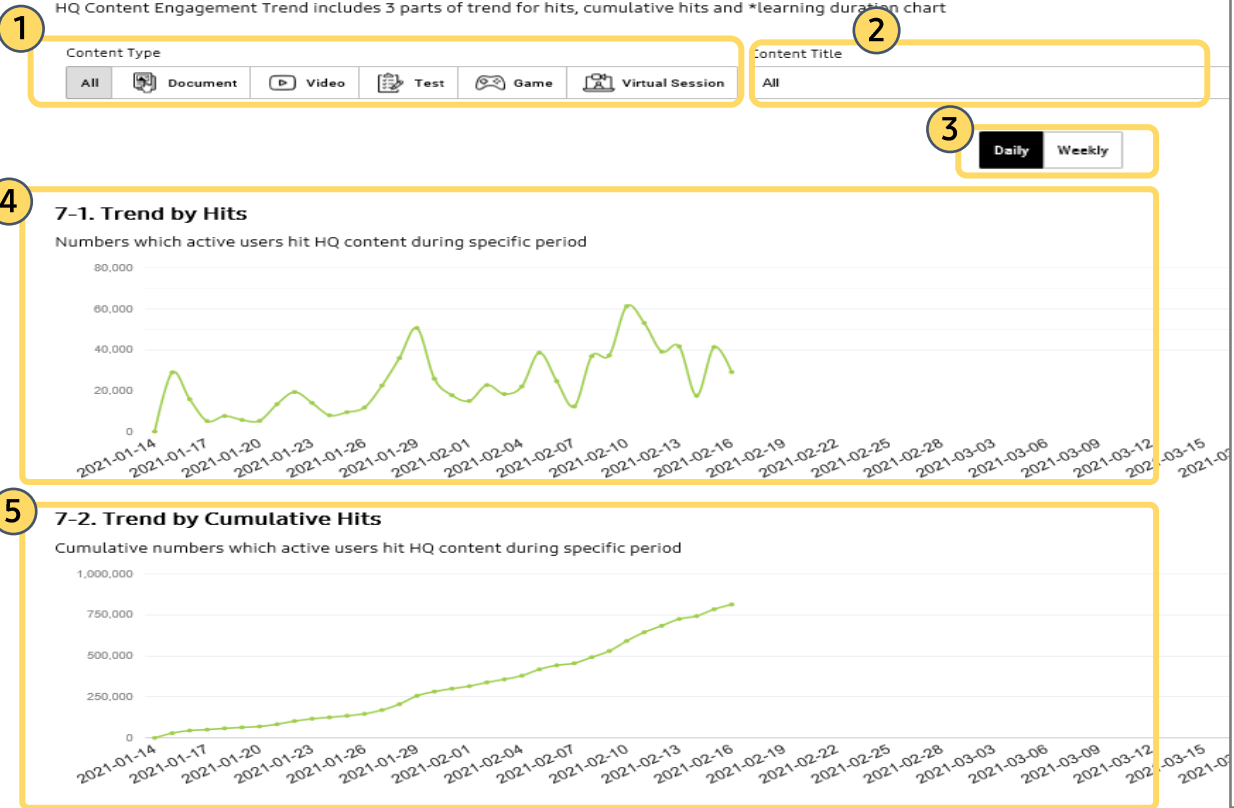 HQ Content Engagement Trend includes 3 parts of trend for hits, cumulative hits and *learning duration chart
1
2
Content Type
Content Title
All Document Video Test Game Virtual Session
All
3
Daily Weekly
4
7-1. Trend by Hits
Numbers which active users hit HQ content during specific period
80,000
60,000
40,000
20,000
0
2021-01-14 2021-01-17 2021-01-20 2021-01-23 2021-01-26 2021-01-29 2021-02-01 2021-02-04 2021-02-07 2021-02-10 2021-02-13 2021-02-16 2021-02-19 2021-02-22 2021-02-25 2021-02-28 2021-03-03 2021-03-06 2021-03-09 2021-03-12 2021-03-15
5
7-2. Trend by Cumulative Hits
Cumulative numbers which active users hit HQ content during specific period
1,000,000
750,000
500,000
250,000
0
2021-01-14 2021-01-17 2021-01-20 2021-01-23 2021-01-26 2021-01-29 2021-02-01 2021-02-04 2021-02-07 2021-02-10 2021-02-13 2021-02-16 2021-02-19 2021-02-22 2021-02-25 2021-02-28 2021-03-03 2021-03-06 2021-03-09 2021-03-12 2021-03-15